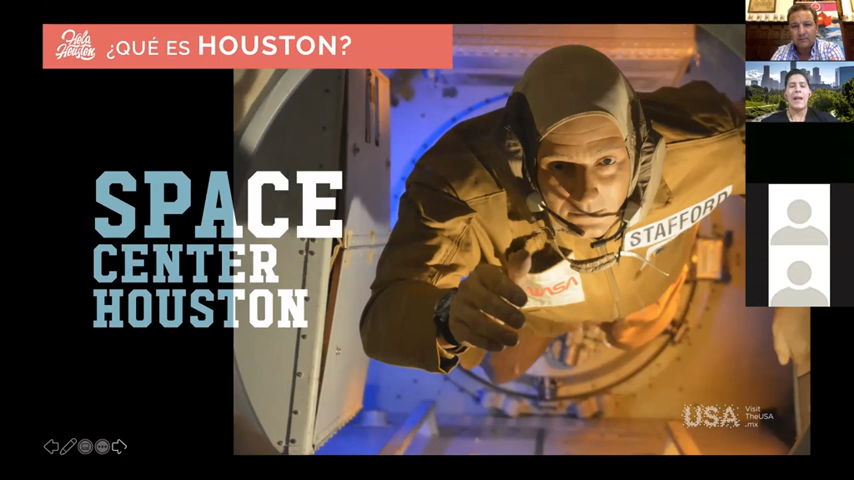 Hola
Houston
¿QUÉ ES HOUSTON?
SPACE
CENTER
HOUSTON
STAFFORD
NASA
USA
Visit
TheUSA
.mx